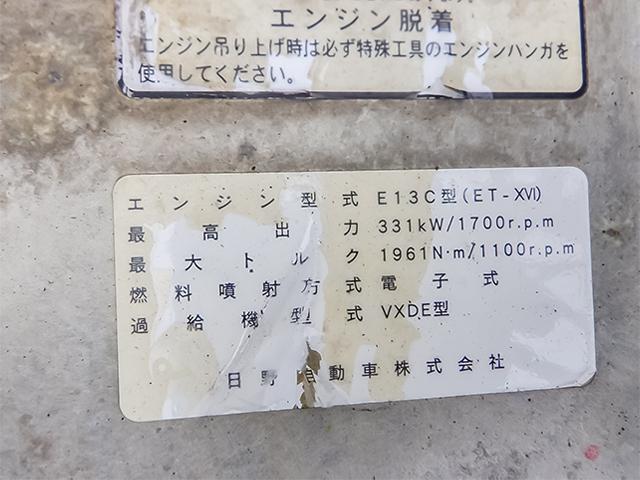 エンジン脱着
エンジン吊り上げ時は必ず特殊工具のエンジンハンガを
使用してください。
エンジン型式 E13C型(ET-XVI)
最高出力 331kW/1700r.p.m
最大トルク 1961N·m/1100r.p.m
燃料噴射方式 電子式
過給機型式 VXDE型
日野自動車株式会社